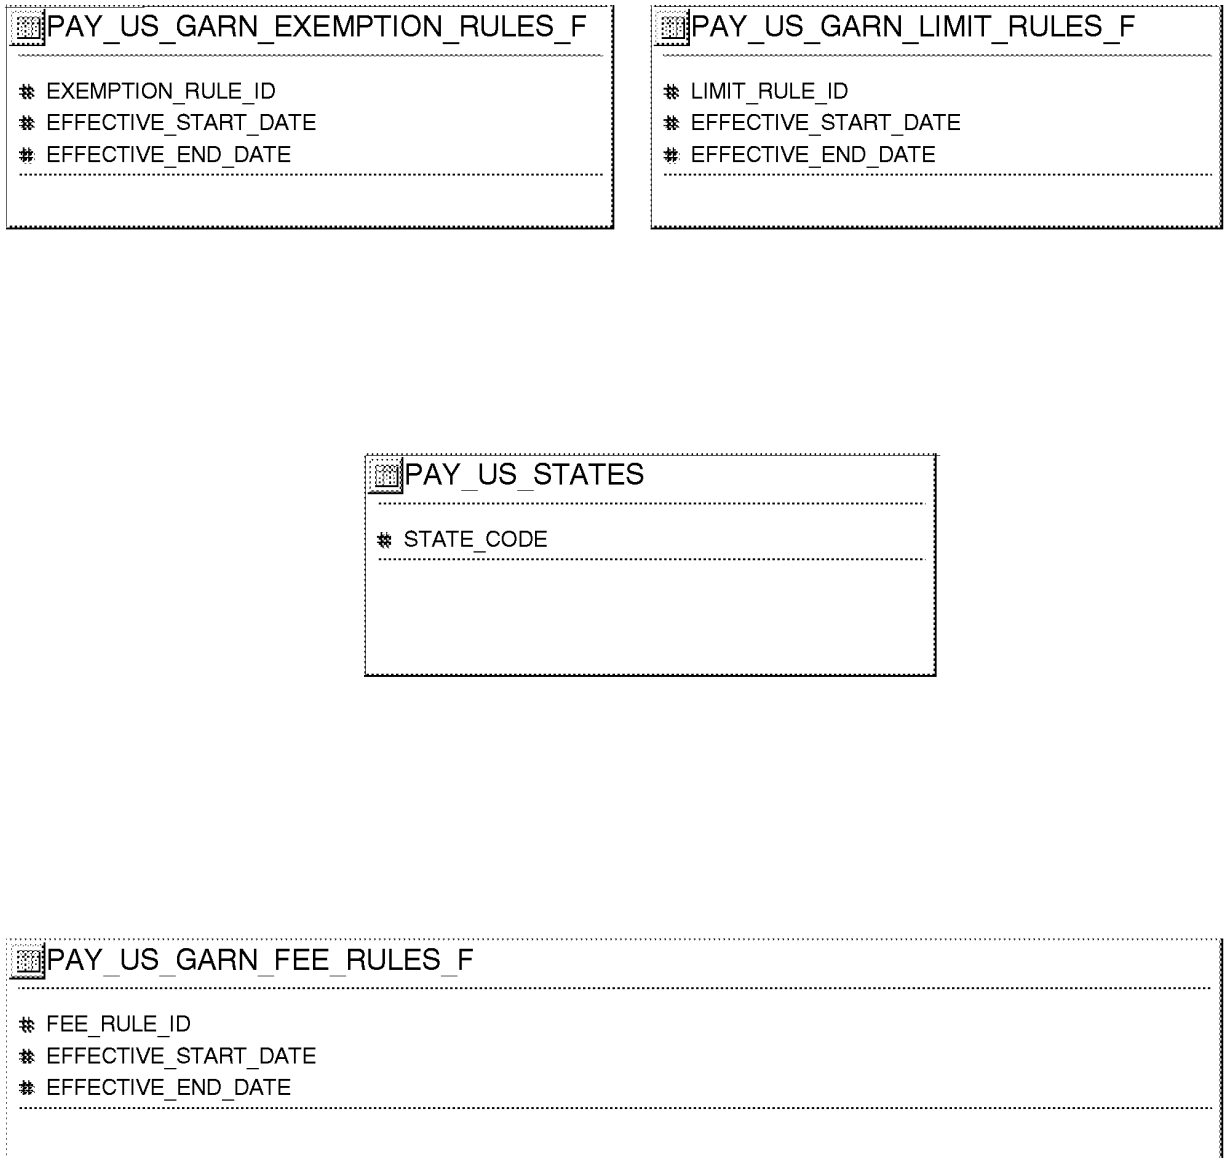 PAY_US_GARN_EXEMPTION_RULES_F
# EXEMPTION_RULE_ID
# EFFECTIVE_START_DATE
# EFFECTIVE_END_DATE
PAY_US_GARN_LIMIT_RULES_F
# LIMIT_RULE_ID
# EFFECTIVE_START_DATE
# EFFECTIVE_END_DATE
PAY_US_STATES
# STATE_CODE
PAY_US_GARN_FEE_RULES_F
# FEE_RULE_ID
# EFFECTIVE_START_DATE
# EFFECTIVE_END_DATE